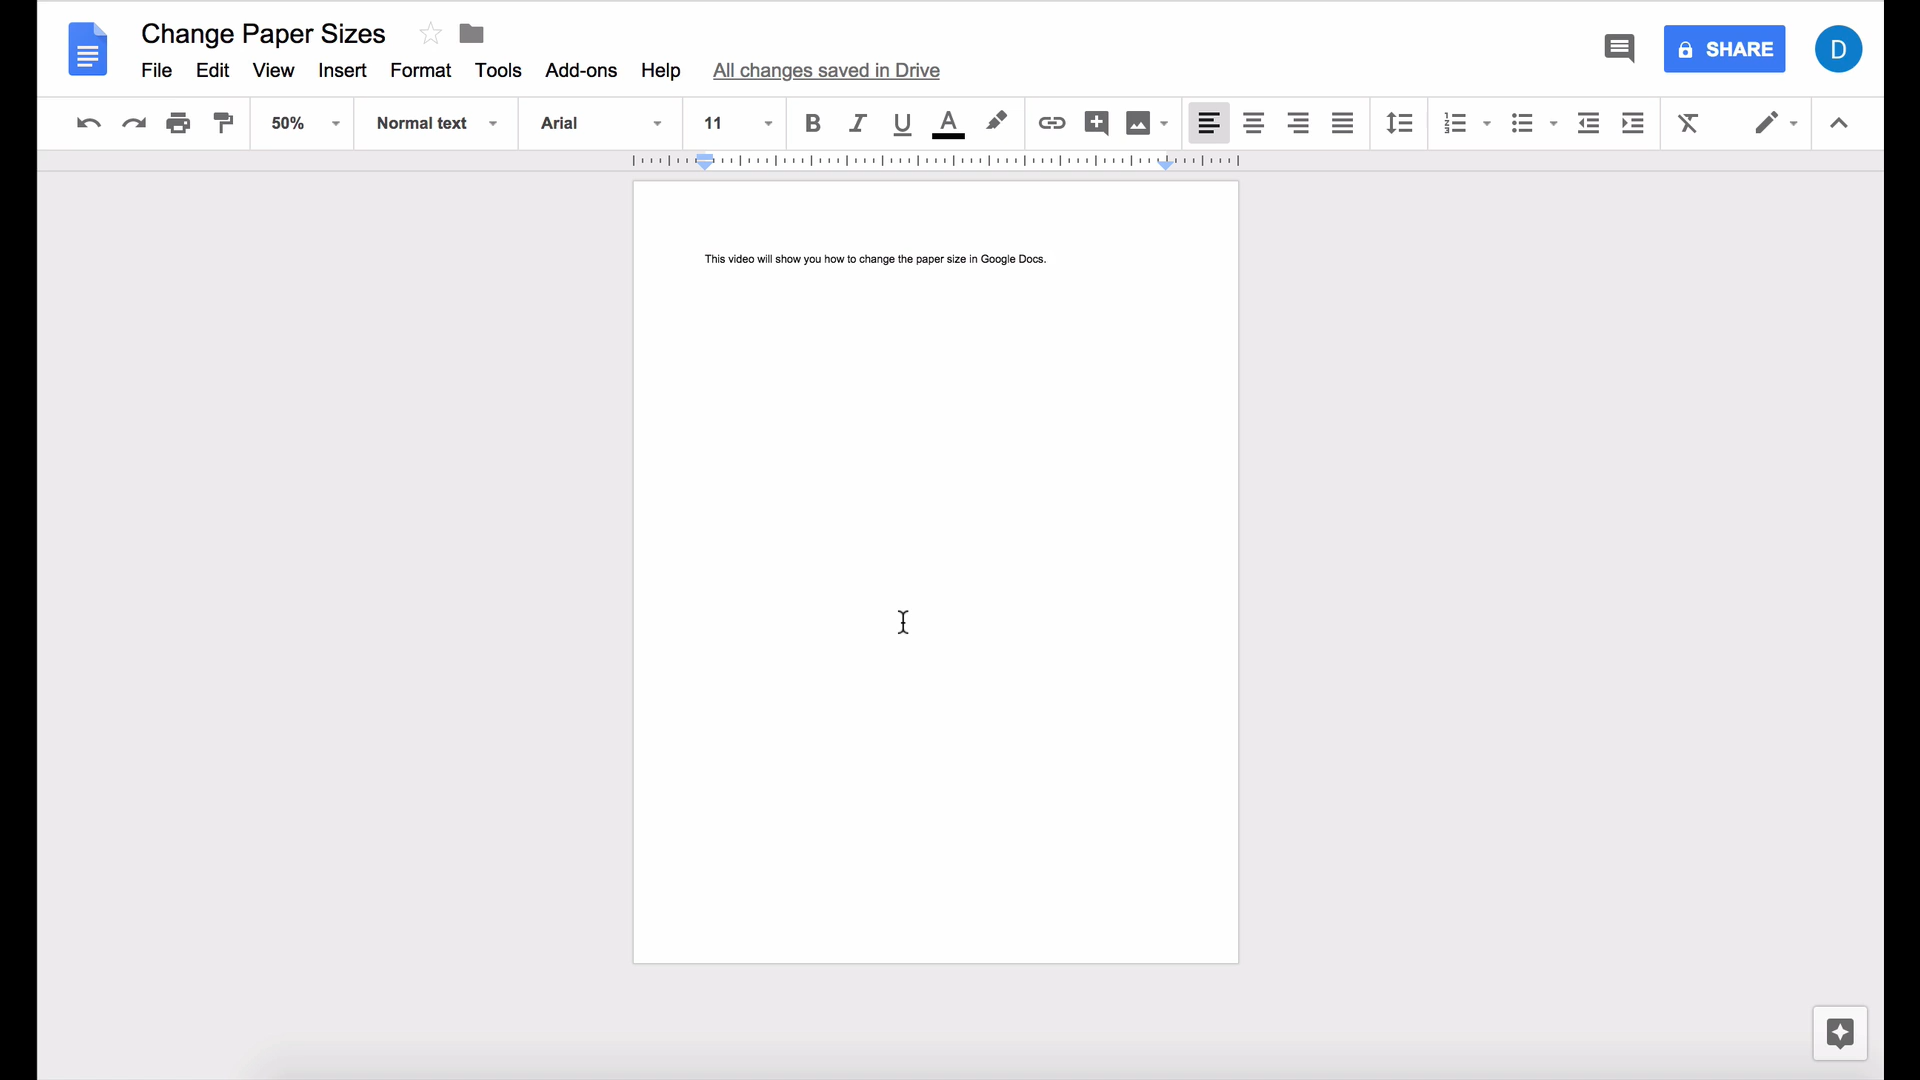 Change Paper Sizes
File Edit View Insert Format Tools Add-ons Help All changes saved in Drive
SHARE
D
50% Normal text Arial 11 B I U A
This video will show you how to change the paper size in Google Docs.